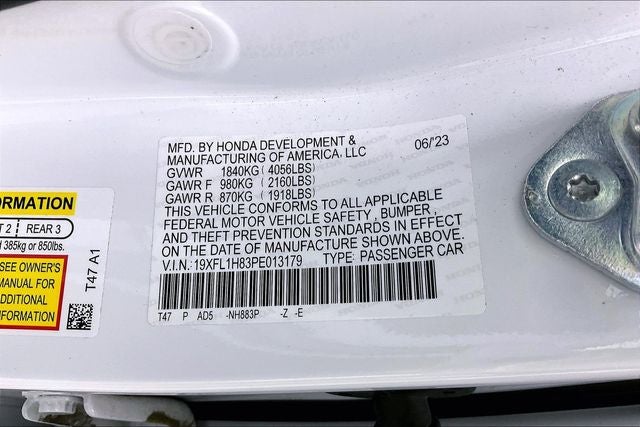 MFD. BY HONDA DEVELOPMENT &
MANUFACTURING OF AMERICA, LLC 06/'23
GVWR 1840KG (4056LBS)
GAWR F 980KG (2160LBS)
GAWR R 870KG (1918LBS)
THIS VEHICLE CONFORMS TO ALL APPLICABLE
FEDERAL MOTOR VEHICLE SAFETY, BUMPER,
AND THEFT PREVENTION STANDARDS IN EFFECT
ON THE DATE OF MANUFACTURE SHOWN ABOVE.
V.I.N.: 19XFL1H83PE013179 TYPE: PASSENGER CAR
T47 P AD5 -NH883P -Z -E
ORMATION
2 REAR 3
385kg or 850lbs.
SEE OWNER'S
MANUAL FOR
ADDITIONAL
INFORMATION
T47 A1